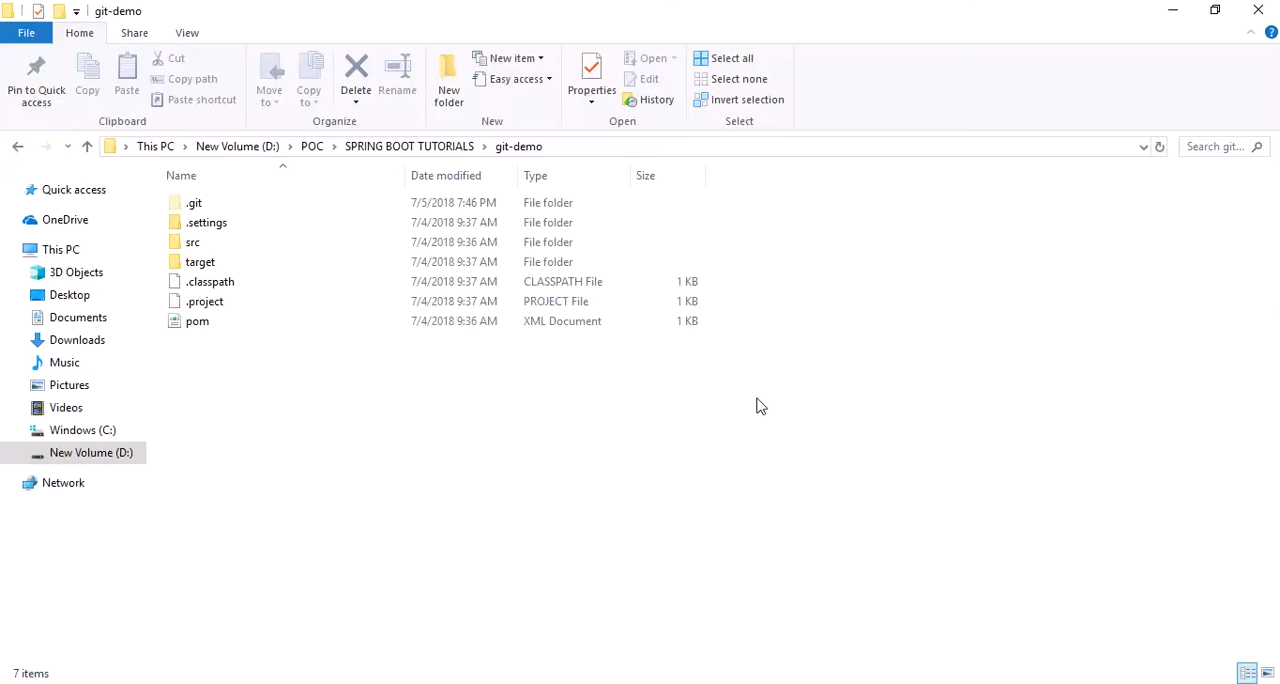 git-demo
File Home Share View
Pin to Quick access
Copy
Paste
Cut
Copy path
Paste shortcut
Clipboard
Move to
Copy to
Delete
Rename
Organize
New folder
New item
Easy access
New
Properties
Open
Edit
History
Open
Select all
Select none
Invert selection
Select
This PC New Volume (D:) POC SPRING BOOT TUTORIALS git-demo
Search git...
Quick access
OneDrive
This PC
3D Objects
Desktop
Documents
Downloads
Music
Pictures
Videos
Windows (C:)
New Volume (D:)
Network
Name Date modified Type Size
.git 7/5/2018 7:46 PM File folder
.settings 7/4/2018 9:37 AM File folder
src 7/4/2018 9:36 AM File folder
target 7/4/2018 9:37 AM File folder
.classpath 7/4/2018 9:37 AM CLASSPATH File 1 KB
.project 7/4/2018 9:37 AM PROJECT File 1 KB
pom 7/4/2018 9:36 AM XML Document 1 KB
7 items